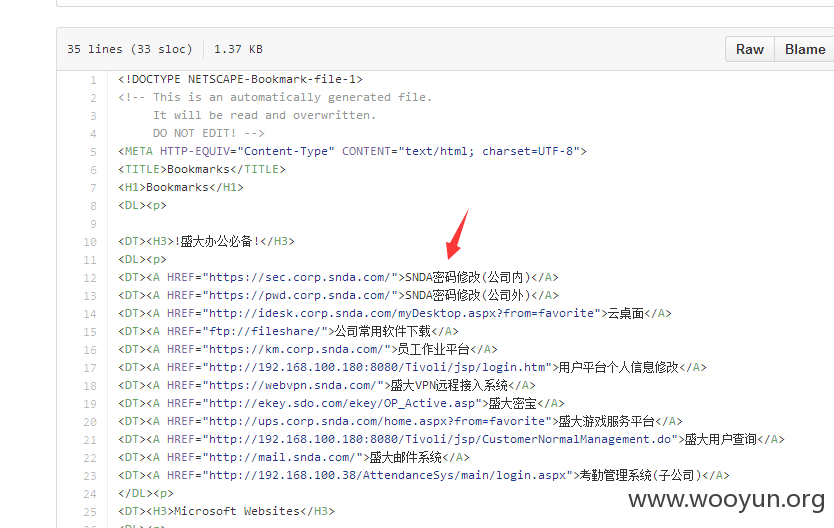 35 lines (33 sloc) 1.37 KB Raw Blame
1 <!DOCTYPE NETSCAPE-Bookmark-file-1>
2 <!-- This is an automatically generated file.
3 It will be read and overwritten.
4 DO NOT EDIT! -->
5 <META HTTP-EQUIV="Content-Type" CONTENT="text/html; charset=UTF-8">
6 <TITLE>Bookmarks</TITLE>
7 <H1>Bookmarks</H1>
8 <DL><p>
9
10 <DT><H3>!盛大办公必备!</H3>
11 <DL><p>
12 <DT><A HREF="https://sec.corp.snda.com/">SNDA密码修改(公司内)</A>
13 <DT><A HREF="https://pwd.corp.snda.com/">SNDA密码修改(公司外)</A>
14 <DT><A HREF="http://idesk.corp.snda.com/myDesktop.aspx?from=favorite">云桌面</A>
15 <DT><A HREF="ftp://fileshare/">公司常用软件下载</A>
16 <DT><A HREF="https://km.corp.snda.com/">员工作业平台</A>
17 <DT><A HREF="http://192.168.100.180:8080/Tivoli/jsp/login.htm">用户平台个人信息修改</A>
18 <DT><A HREF="https://webvpn.snda.com/">盛大VPN远程接入系统</A>
19 <DT><A HREF="http://ekey.sdo.com/ekey/OP_Active.asp">盛大密宝</A>
20 <DT><A HREF="http://ups.corp.snda.com/home.aspx?from=favorite">盛大游戏服务平台</A>
21 <DT><A HREF="http://192.168.100.180:8080/Tivoli/jsp/CustomerNormalManagement.do">盛大用户查询</A>
22 <DT><A HREF="http://mail.snda.com/">盛大邮件系统</A>
23 <DT><A HREF="http://192.168.100.38/AttendanceSys/main/login.aspx">考勤管理系统(子公司)</A>
24 </DL><p>
25 <DT><H3>Microsoft Websites</H3>
26 <DL><p>
www.wooyun.org